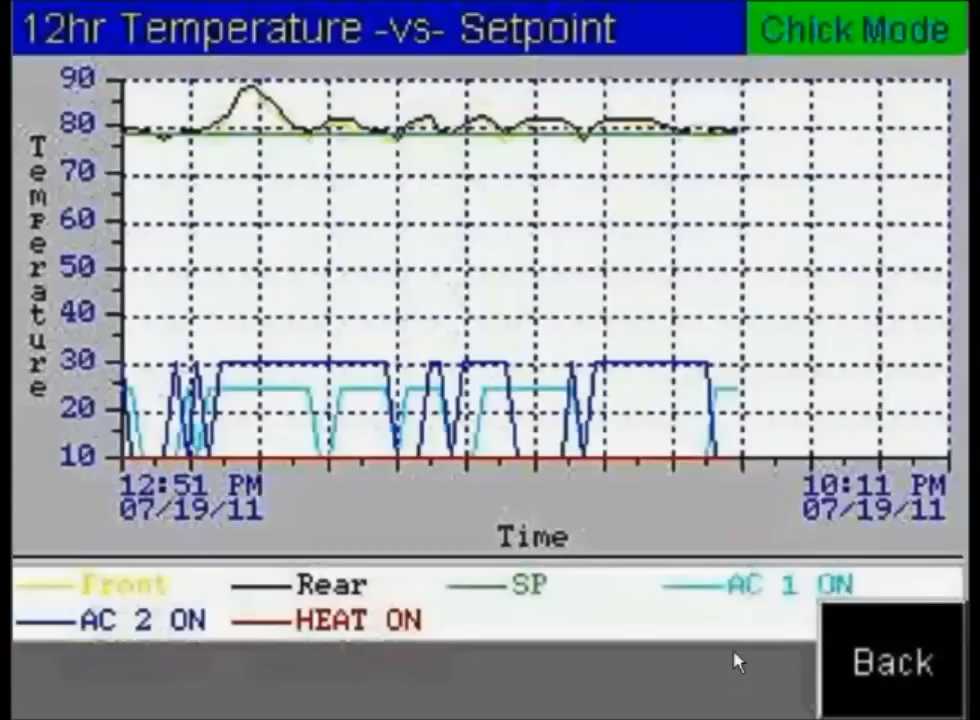 12hr Temperature -vs- Setpoint
Chick Mode
90
80
70
60
50
40
30
20
10
Temperature
12:51 PM
07/19/11
10:11 PM
07/19/11
Time
Front
Rear
SP
AC 1 ON
AC 2 ON
HEAT ON
Back